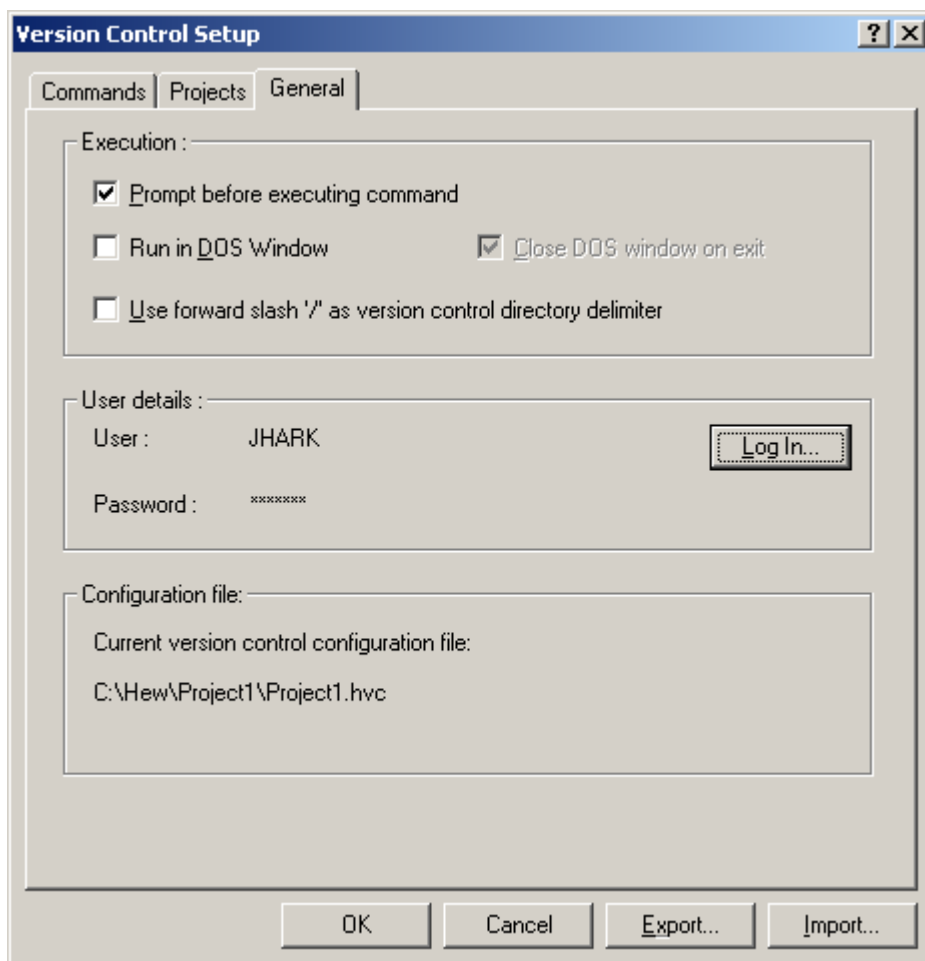 Version Control Setup
Commands Projects General
Execution :
Prompt before executing command
Run in DOS Window Close DOS window on exit
Use forward slash '/' as version control directory delimiter
User details :
User : JHARK Log In...
Password : *******
Configuration file:
Current version control configuration file:
C:\Hew\Project1\Project1.hvc
OK Cancel Export... Import...